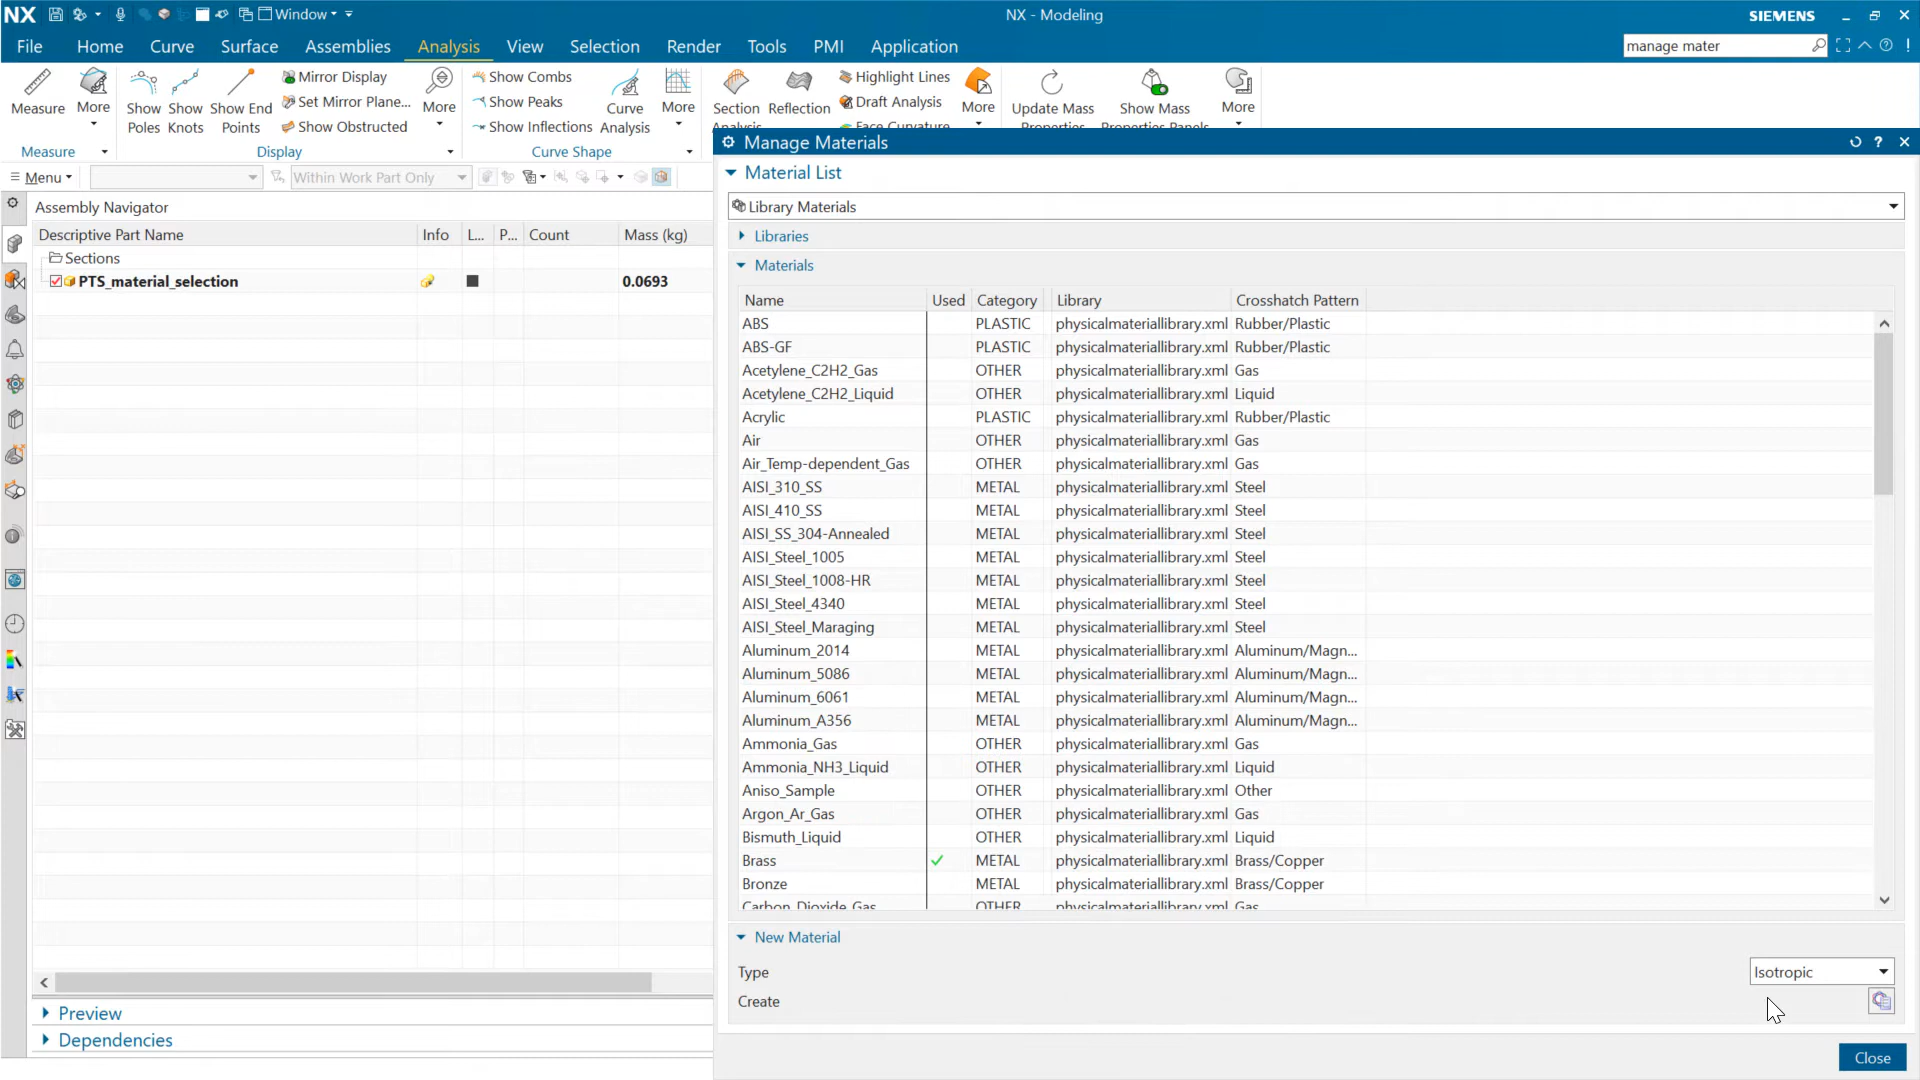 NX Window NX - Modeling SIEMENS
File Home Curve Surface Assemblies Analysis View Selection Render Tools PMI Application manage mater
Measure
More
Show Poles
Show Knots
Show End Points
Mirror Display
Set Mirror Plane...
Show Obstructed
More
Show Combs
Show Peaks
Show Inflections
Curve Analysis
More
Section Analysis
Reflection
Highlight Lines
Draft Analysis
Face Curvature
More
Update Mass Properties
Show Mass Properties Panels
More
Measure Display Curve Shape
Menu Within Work Part Only
Assembly Navigator
Descriptive Part Name Info L... P... Count Mass (kg)
Sections
PTS_material_selection 0.0693
Preview
Dependencies
Manage Materials
Material List
Library Materials
Libraries
Materials
Name Used Category Library Crosshatch Pattern
ABS PLASTIC physicalmateriallibrary.xml Rubber/Plastic
ABS-GF PLASTIC physicalmateriallibrary.xml Rubber/Plastic
Acetylene_C2H2_Gas OTHER physicalmateriallibrary.xml Gas
Acetylene_C2H2_Liquid OTHER physicalmateriallibrary.xml Liquid
Acrylic PLASTIC physicalmateriallibrary.xml Rubber/Plastic
Air OTHER physicalmateriallibrary.xml Gas
Air_Temp-dependent_Gas OTHER physicalmateriallibrary.xml Gas
AISI_310_SS METAL physicalmateriallibrary.xml Steel
AISI_410_SS METAL physicalmateriallibrary.xml Steel
AISI_SS_304-Annealed METAL physicalmateriallibrary.xml Steel
AISI_Steel_1005 METAL physicalmateriallibrary.xml Steel
AISI_Steel_1008-HR METAL physicalmateriallibrary.xml Steel
AISI_Steel_4340 METAL physicalmateriallibrary.xml Steel
AISI_Steel_Maraging METAL physicalmateriallibrary.xml Steel
Aluminum_2014 METAL physicalmateriallibrary.xml Aluminum/Magn...
Aluminum_5086 METAL physicalmateriallibrary.xml Aluminum/Magn...
Aluminum_6061 METAL physicalmateriallibrary.xml Aluminum/Magn...
Aluminum_A356 METAL physicalmateriallibrary.xml Aluminum/Magn...
Ammonia_Gas OTHER physicalmateriallibrary.xml Gas
Ammonia_NH3_Liquid OTHER physicalmateriallibrary.xml Liquid
Aniso_Sample OTHER physicalmateriallibrary.xml Other
Argon_Ar_Gas OTHER physicalmateriallibrary.xml Gas
Bismuth_Liquid OTHER physicalmateriallibrary.xml Liquid
Brass METAL physicalmateriallibrary.xml Brass/Copper
Bronze METAL physicalmateriallibrary.xml Brass/Copper
Carbon_Dioxide_Gas OTHER physicalmateriallibrary.xml Gas
New Material
Type Isotropic
Create
Close